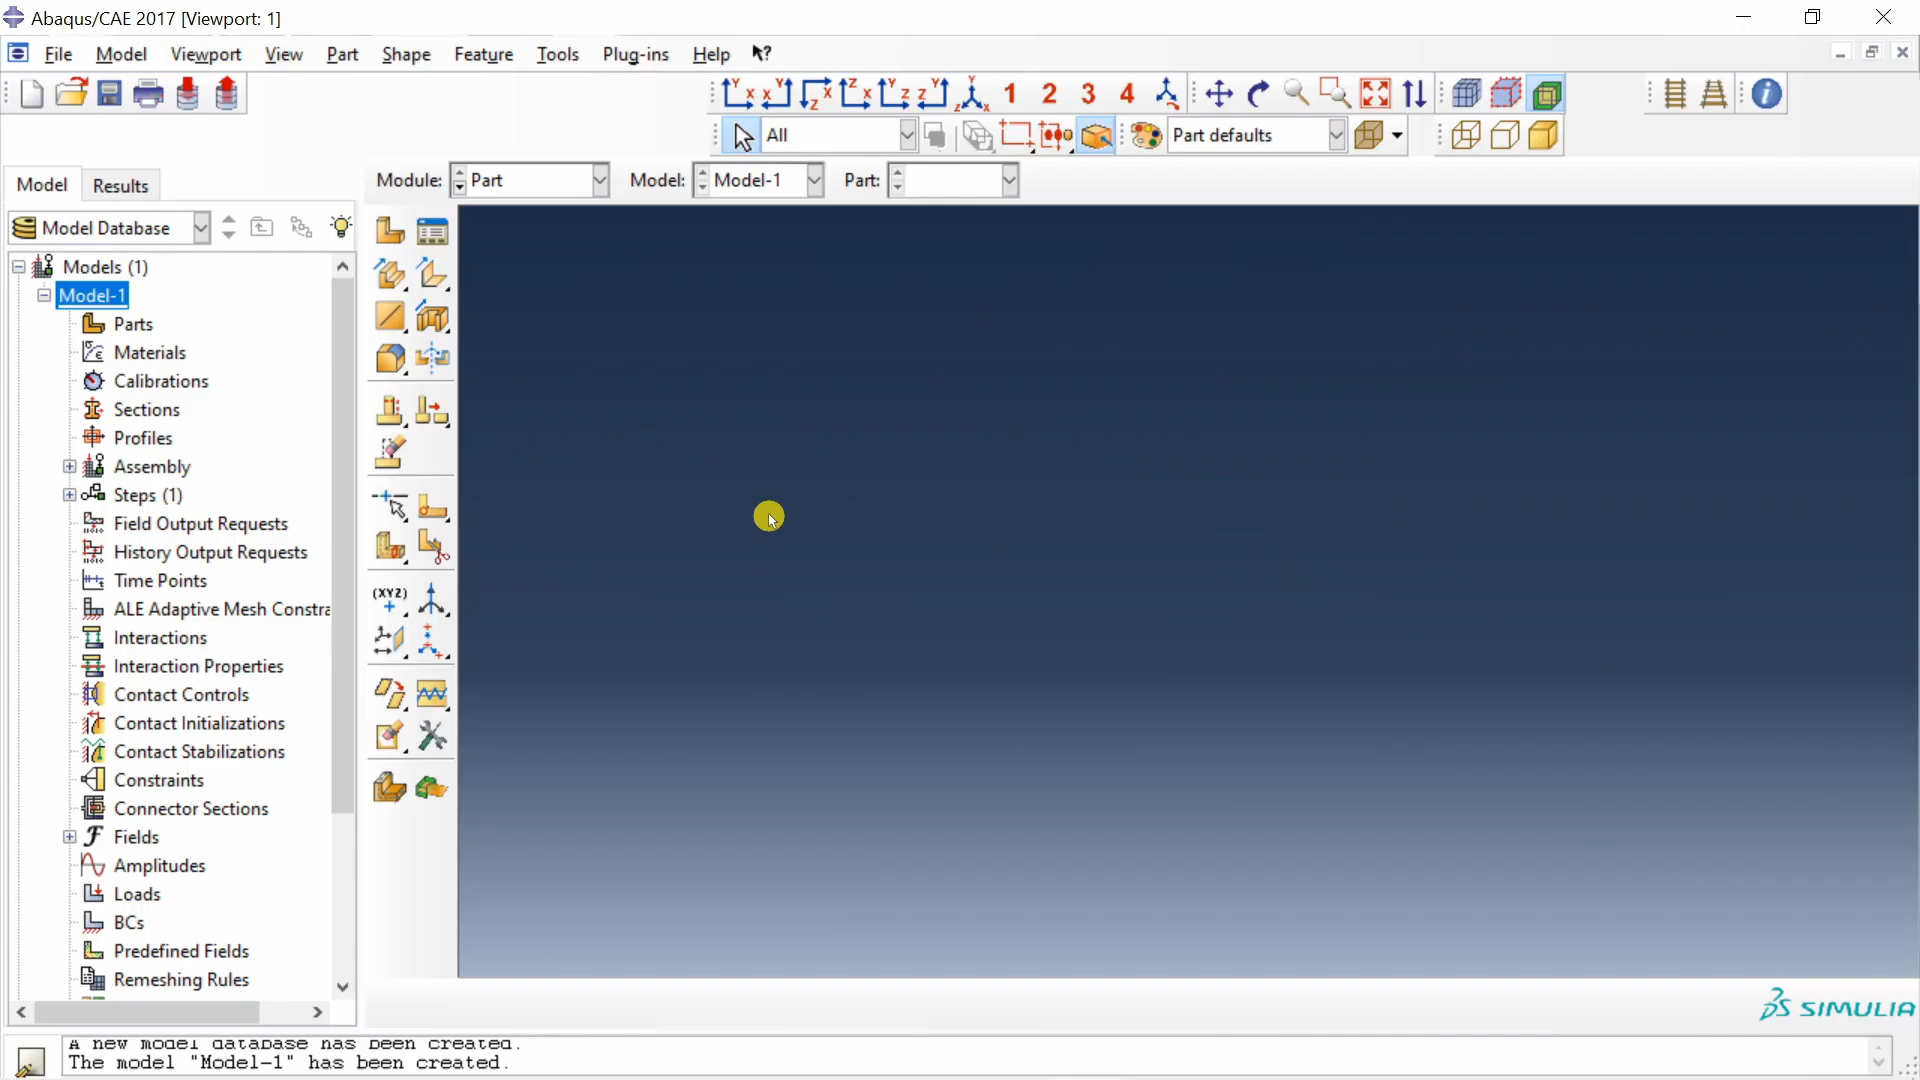 Abaqus/CAE 2017 [Viewport: 1]
File Model Viewport View Part Shape Feature Tools Plug-ins Help
1 2 3 4
All
Part defaults
Model Results
Module: Part Model: Model-1 Part:
Model Database
Models (1)
Model-1
Parts
Materials
Calibrations
Sections
Profiles
Assembly
Steps (1)
Field Output Requests
History Output Requests
Time Points
ALE Adaptive Mesh Constra
Interactions
Interaction Properties
Contact Controls
Contact Initializations
Contact Stabilizations
Constraints
Connector Sections
Fields
Amplitudes
Loads
BCs
Predefined Fields
Remeshing Rules
(XYZ)
SIMULIA
A new model database has been created.
The model "Model-1" has been created.